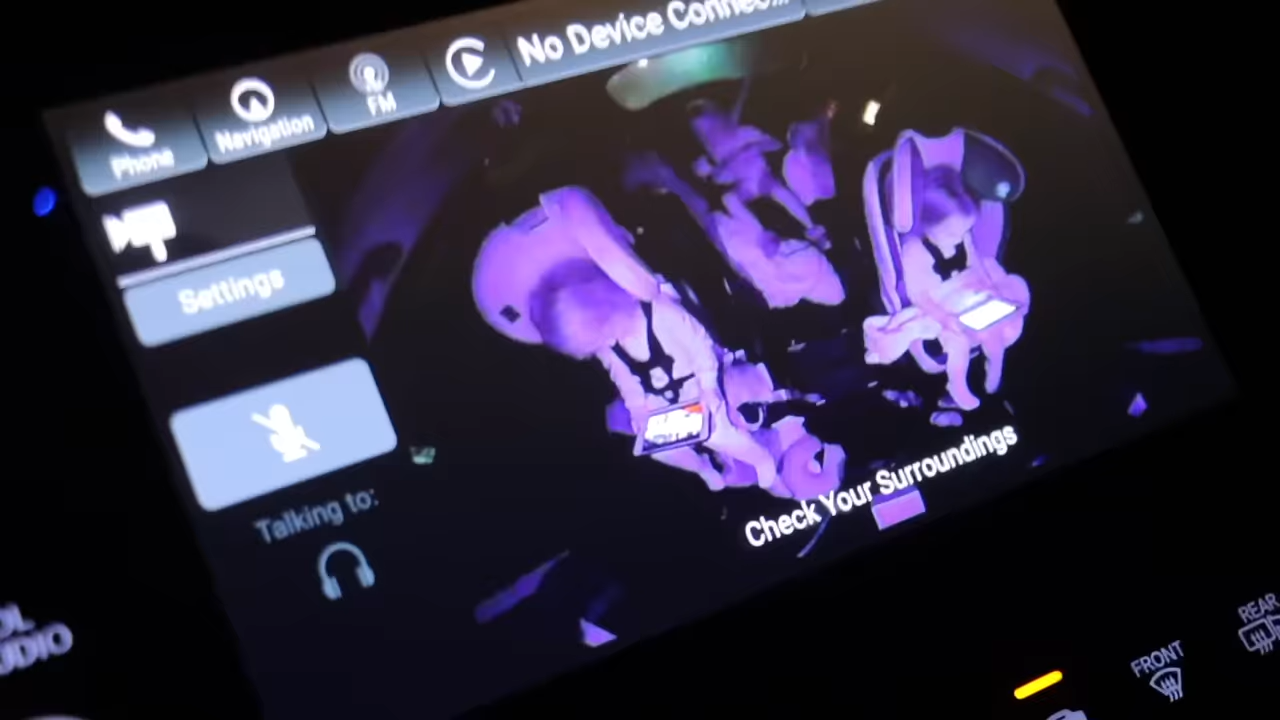 No Device Connec...
Phone
Navigation
FM
Settings
Talking to:
Check Your Surroundings
FRONT
REAR